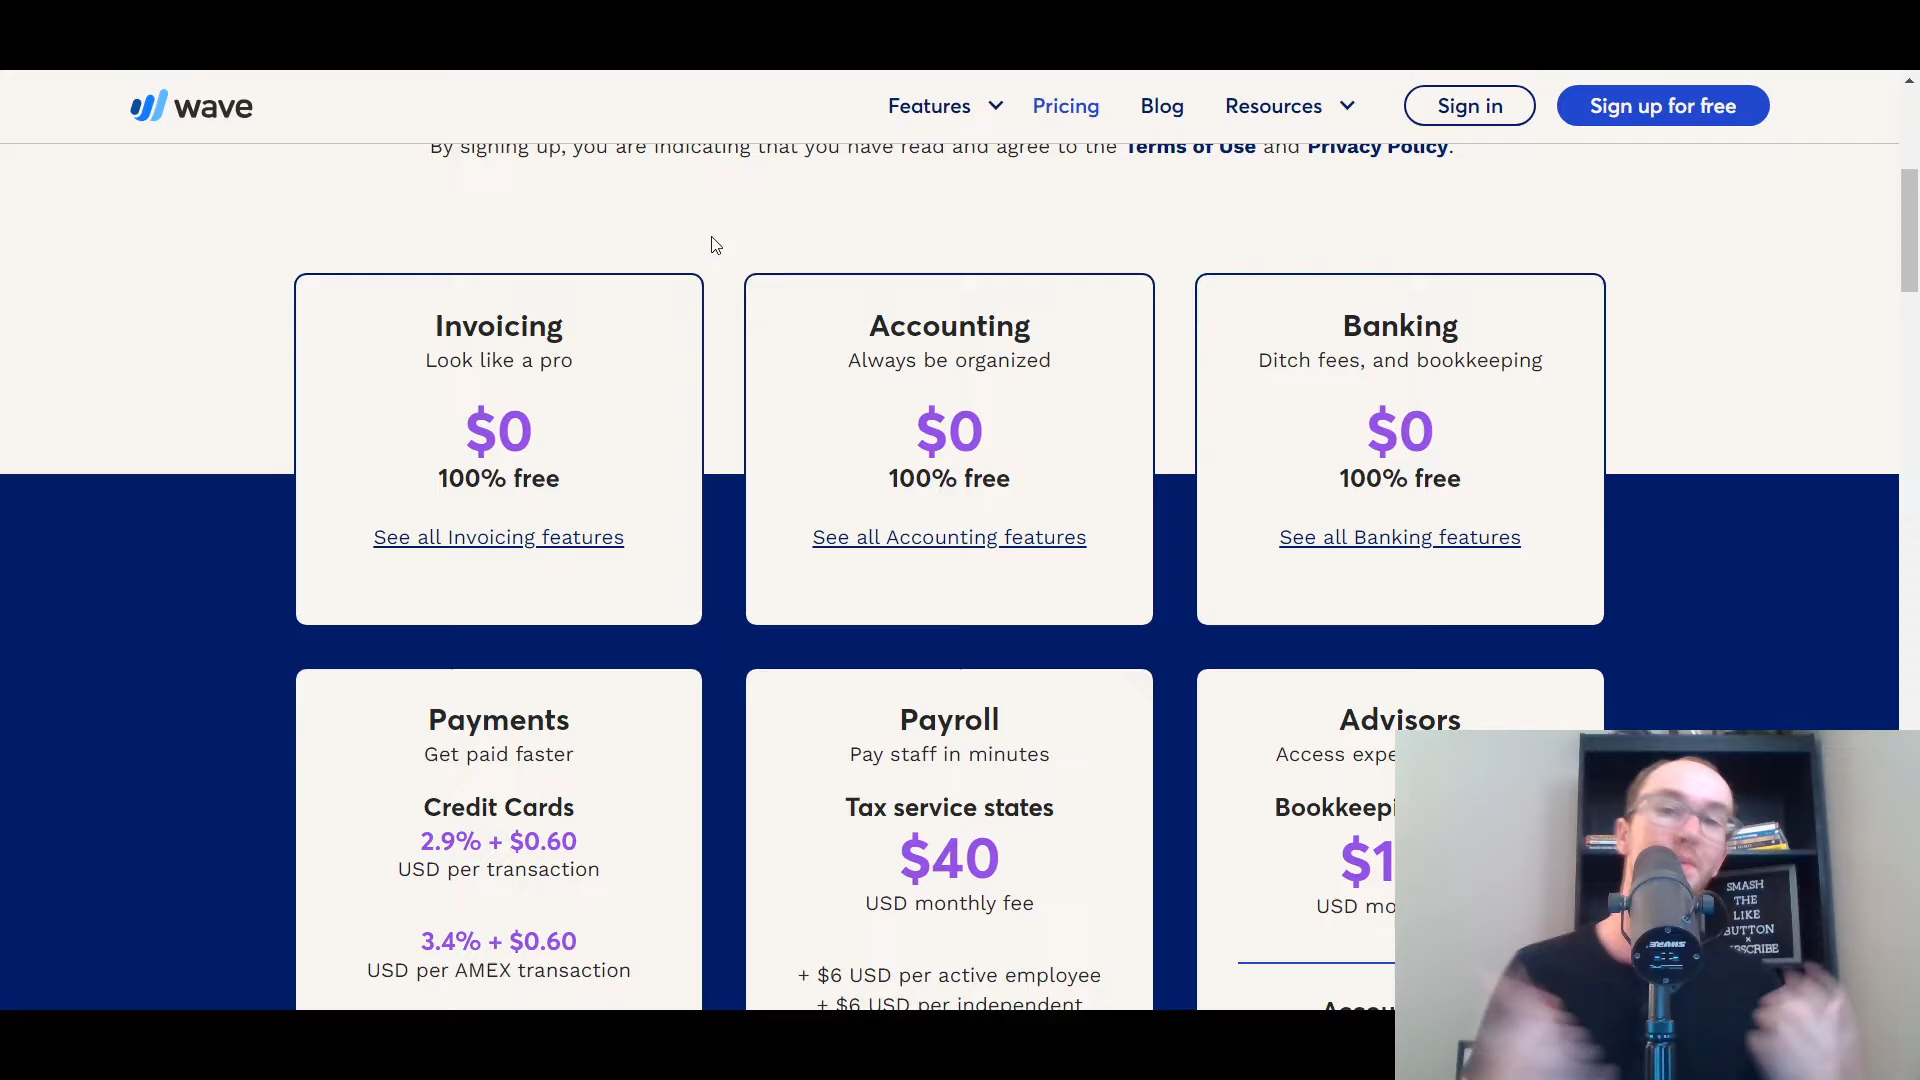 wave
Features
Pricing
Blog
Resources
Sign in
Sign up for free
By signing up, you are indicating that you have read and agree to the Terms of Use and Privacy Policy.
Invoicing
Look like a pro
$0
100% free
See all Invoicing features
Accounting
Always be organized
$0
100% free
See all Accounting features
Banking
Ditch fees, and bookkeeping
$0
100% free
See all Banking features
Payments
Get paid faster
Credit Cards
2.9% + $0.60
USD per transaction
3.4% + $0.60
USD per AMEX transaction
Payroll
Pay staff in minutes
Tax service states
$40
USD monthly fee
+ $6 USD per active employee
+ $6 USD per independent
Advisors
Access
USD
SMASH
THE
LIKE
BUTTON
SHURE